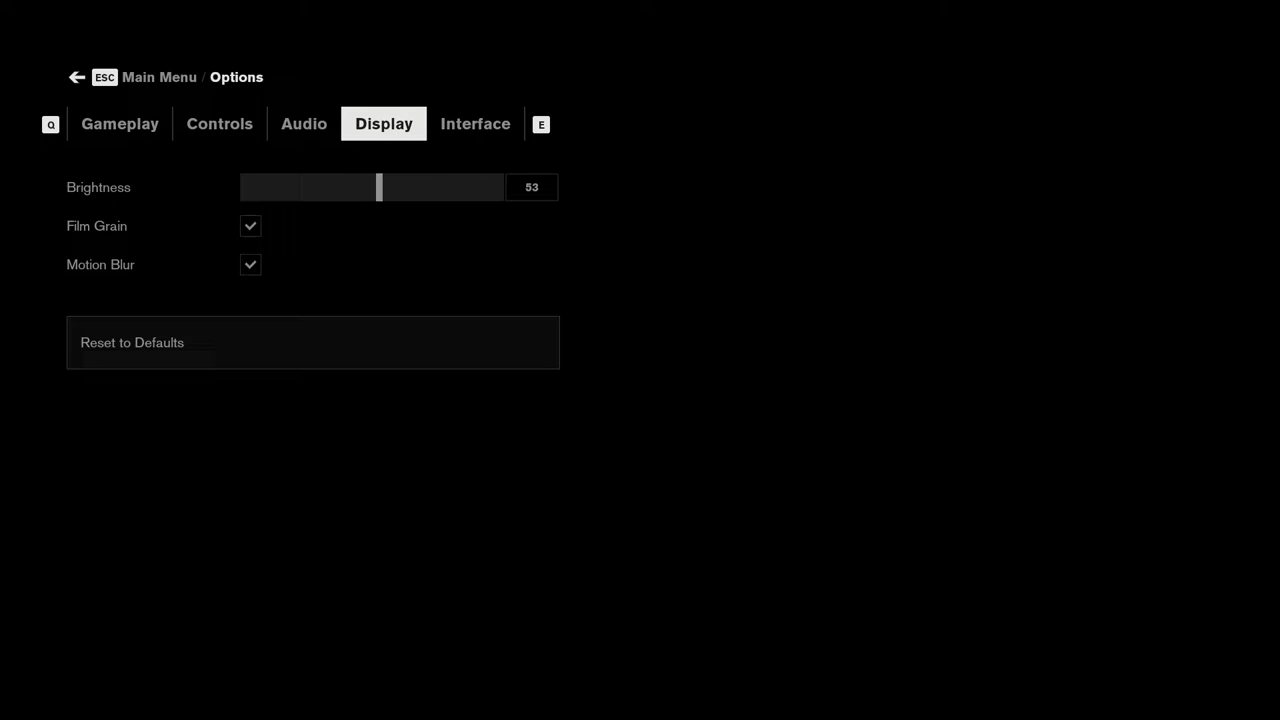 ESC Main Menu / Options
Q Gameplay Controls Audio Display Interface E
Brightness 53
Film Grain
Motion Blur
Reset to Defaults